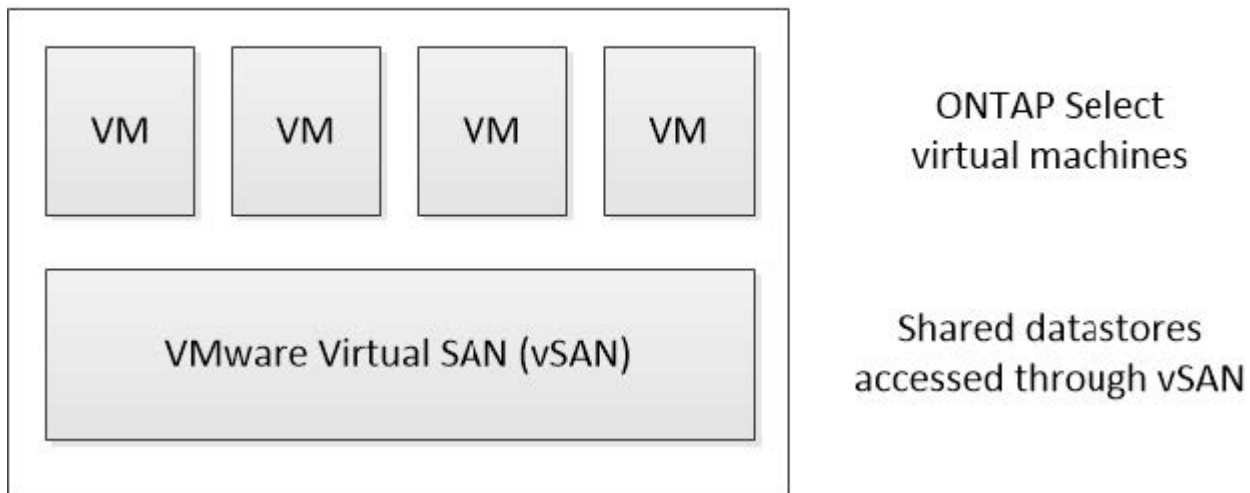 VM VM VM VM
ONTAP Select
virtual machines
VMware Virtual SAN (vSAN)
Shared datastores
accessed through vSAN